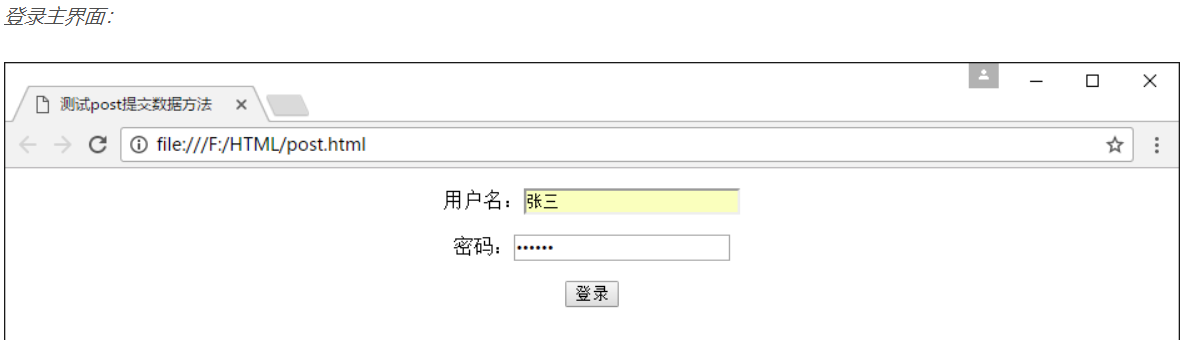 登录主界面：
测试post提交数据方法
file:///F:/HTML/post.html
用户名：张三
密码：••••••
登录